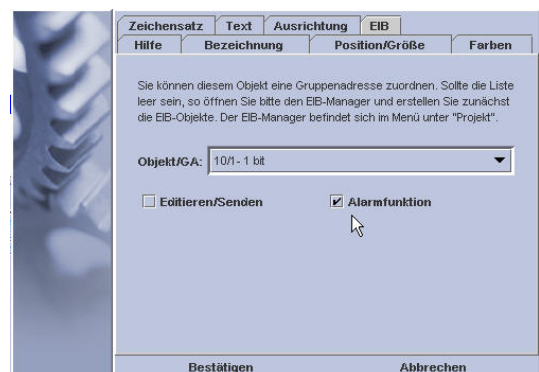 Zeichensatz Text Ausrichtung EIB
Hilfe Bezeichnung Position/Größe Farben
Sie können diesem Objekt eine Gruppenadresse zuordnen. Sollte die Liste
leer sein, so öffnen Sie bitte den EIB-Manager und erstellen Sie zunächst
die EIB-Objekte. Der EIB-Manager befindet sich im Menü unter "Projekt".
Objekt/GA: 10/1- 1 bit
Editieren/Senden Alarmfunktion
Bestätigen Abbrechen